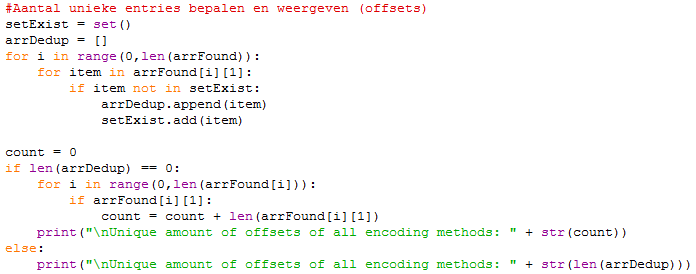 #Aantal unieke entries bepalen en weergeven (offsets)
setExist = set()
arrDedup = []
for i in range(0,len(arrFound)):
    for item in arrFound[i][1]:
        if item not in setExist:
            arrDedup.append(item)
            setExist.add(item)

count = 0
if len(arrDedup) == 0:
    for i in range(0,len(arrFound[i])):
        if arrFound[i][1]:
            count = count + len(arrFound[i][1])
    print("\nUnique amount of offsets of all encoding methods: " + str(count))
else:
    print("\nUnique amount of offsets of all encoding methods: " + str(len(arrDedup)))